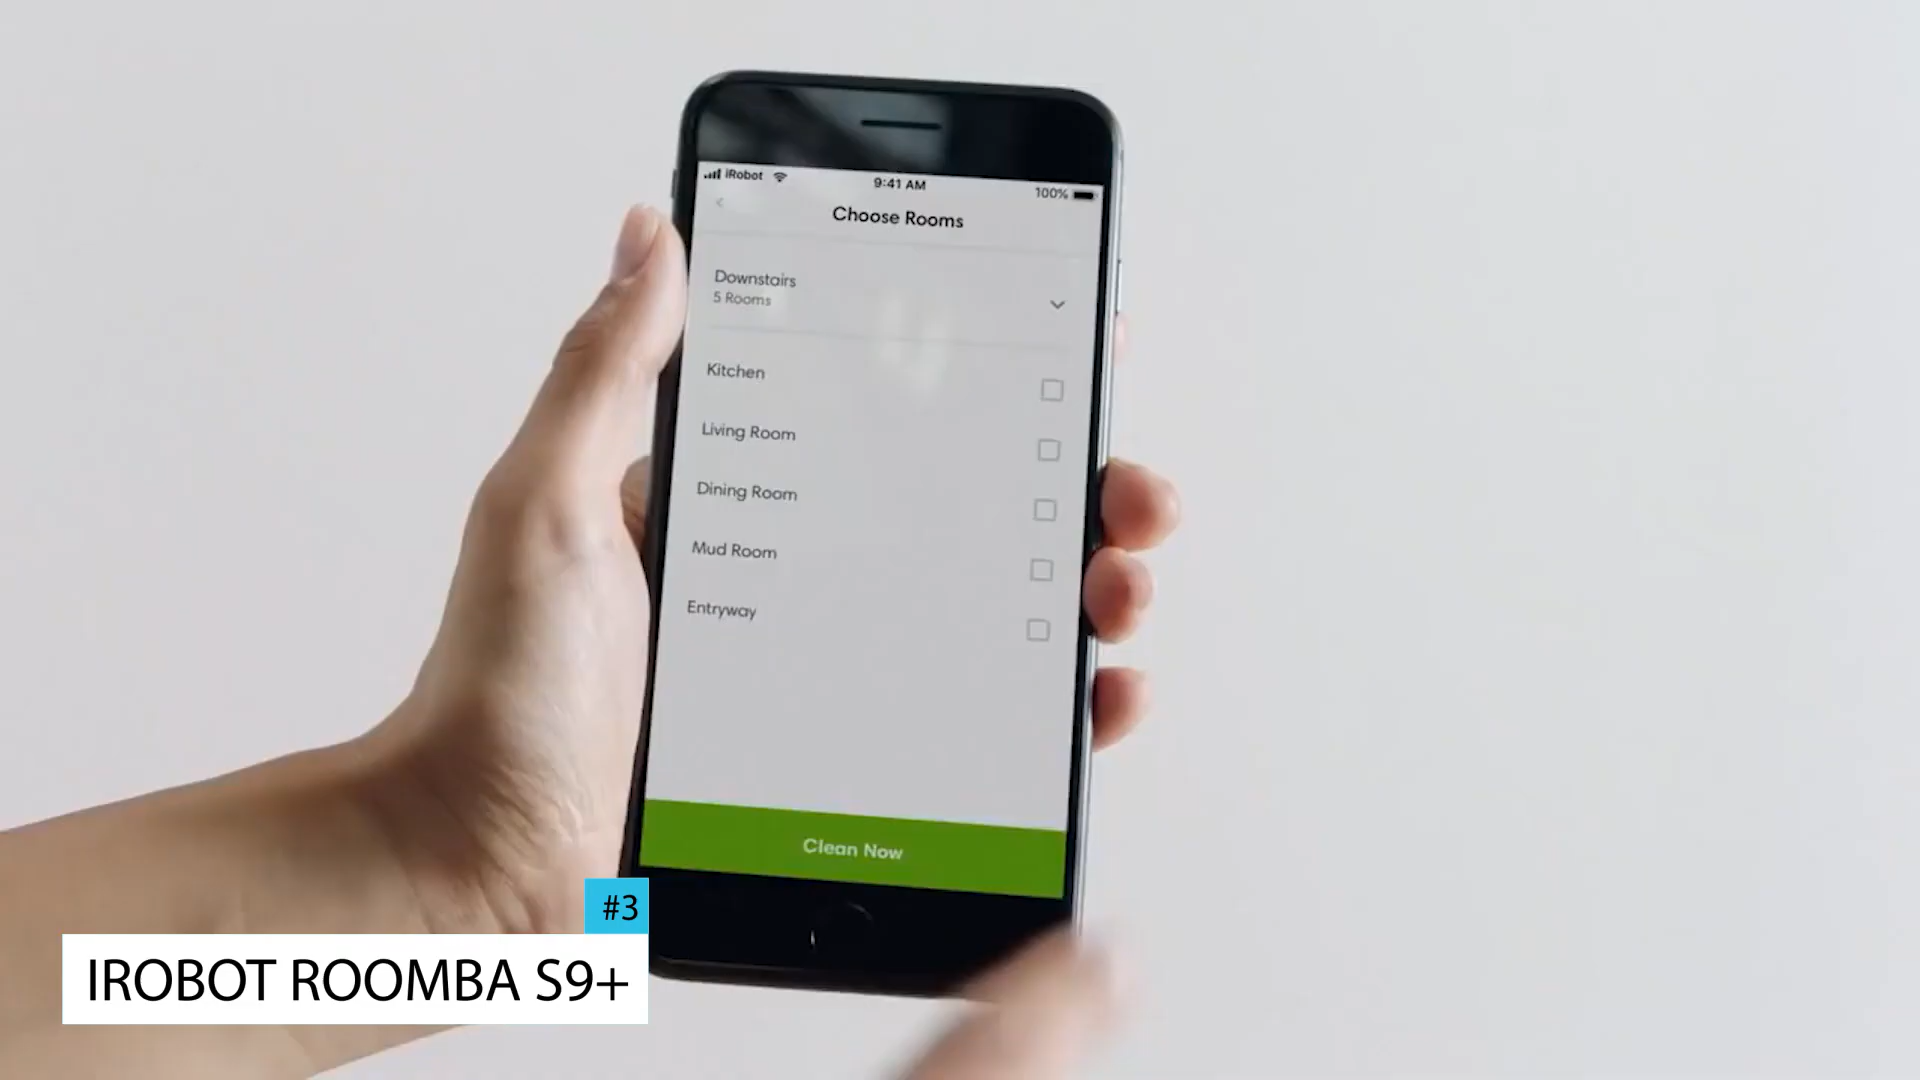 iRobot 9:41 AM 100%
Choose Rooms
Downstairs
5 Rooms
Kitchen
Living Room
Dining Room
Mud Room
Entryway
Clean Now
#3
IROBOT ROOMBA S9+